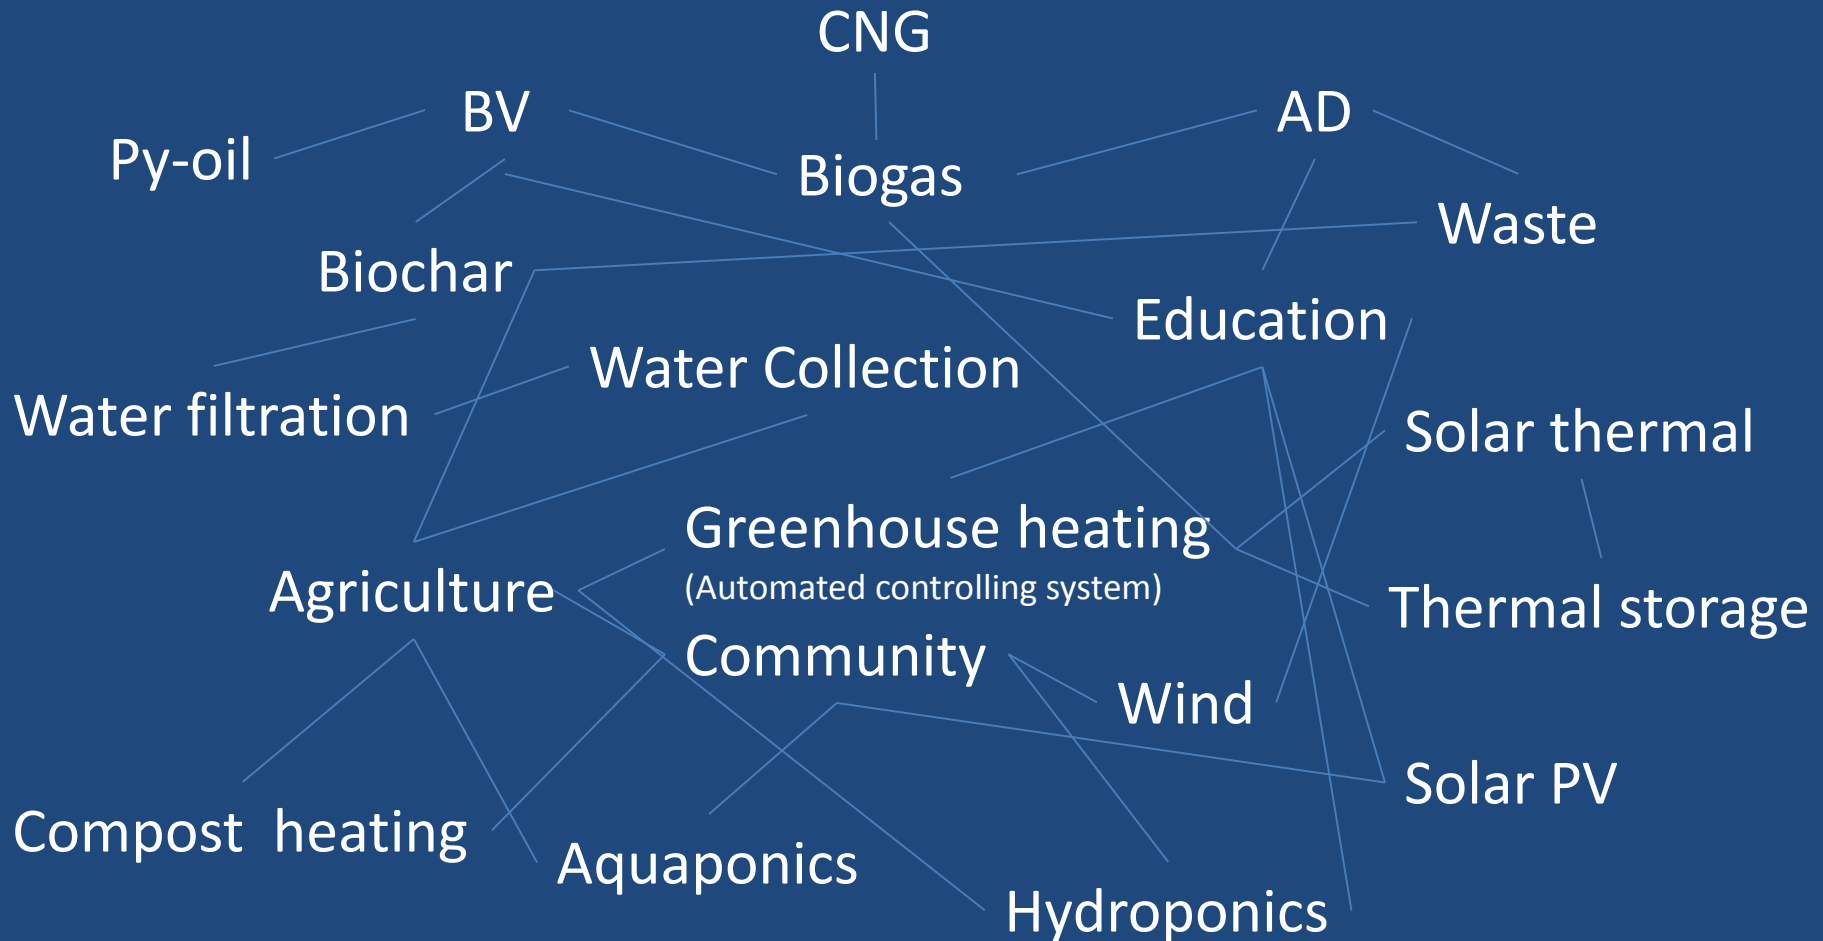 CNG
BV
AD
Py-oil
Biogas
Waste
Biochar
Education
Water Collection
Water filtration
Solar thermal
Greenhouse heating
(Automated controlling system)
Agriculture
Thermal storage
Community
Wind
Solar PV
Compost heating
Aquaponics
Hydroponics